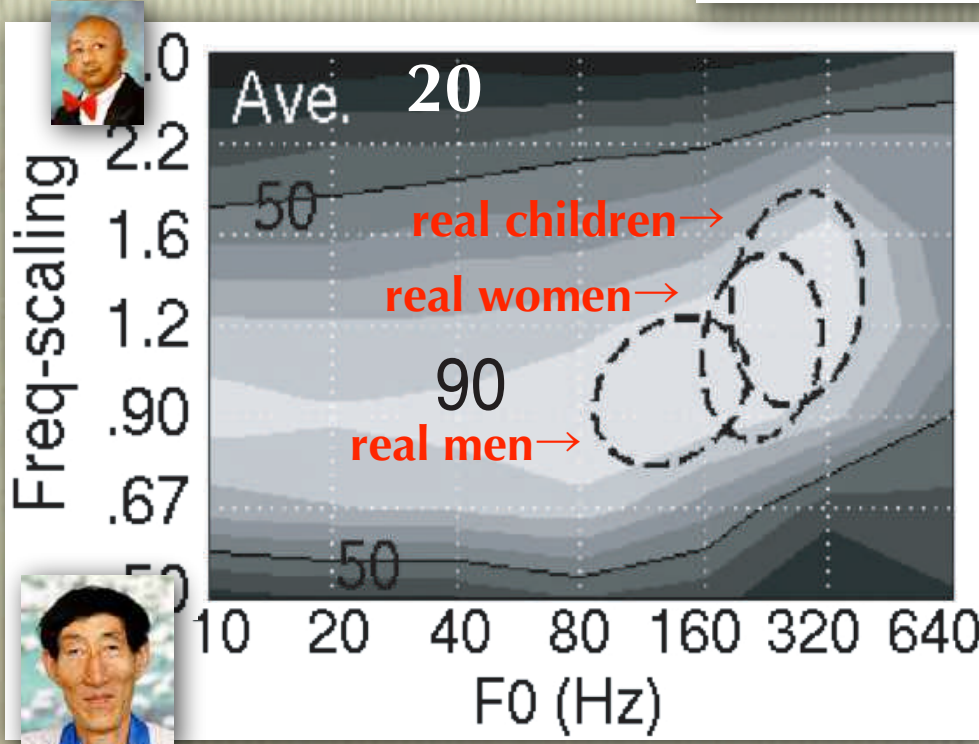 Freq-scaling
.0
2.2
1.6
1.2
.90
.67
Ave. 20
50
real children→
real women→
90
real men→
50
10 20 40 80 160 320 640
F0 (Hz)